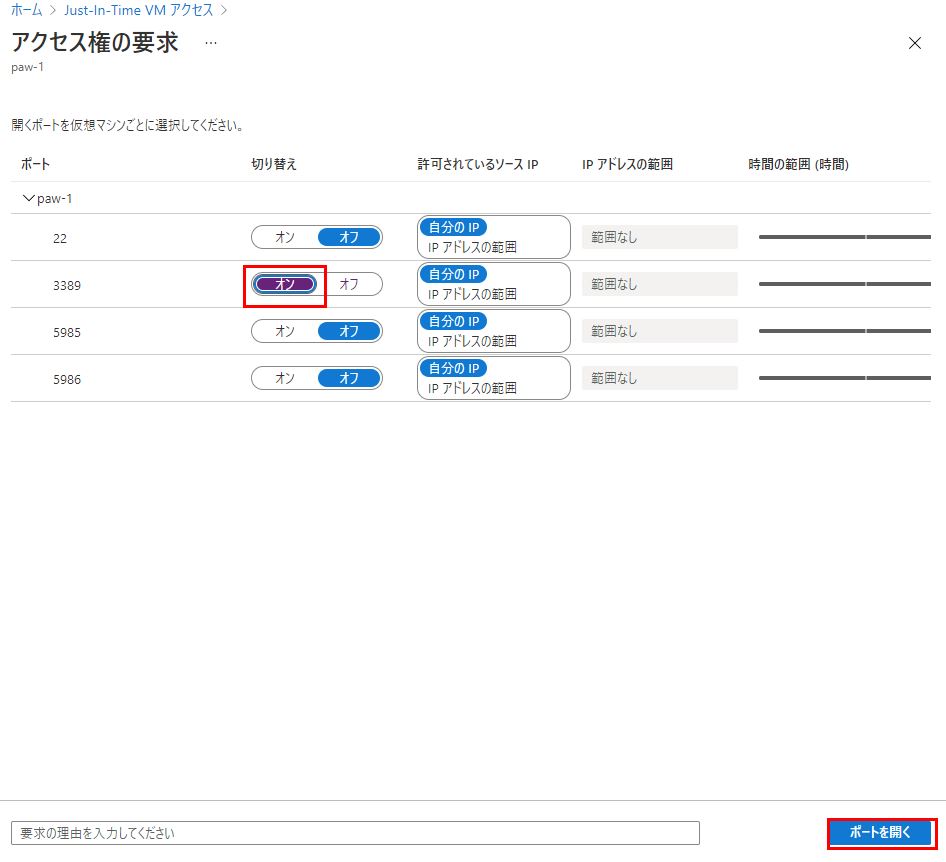 ホーム > Just-In-Time VM アクセス >
アクセス権の要求 ...
paw-1
開くポートを仮想マシンごとに選択してください。
ポート 切り替え 許可されているソース IP IP アドレスの範囲 時間の範囲 (時間)
paw-1
22 オン オフ 自分の IP IP アドレスの範囲 範囲なし
3389 オン オフ 自分の IP IP アドレスの範囲 範囲なし
5985 オン オフ 自分の IP IP アドレスの範囲 範囲なし
5986 オン オフ 自分の IP IP アドレスの範囲 範囲なし
要求の理由を入力してください ポートを開く